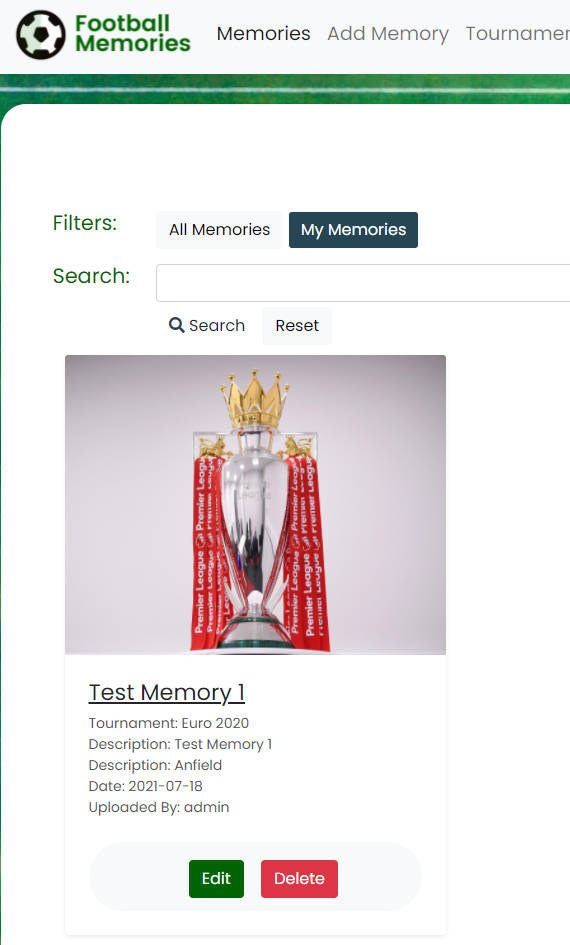 Football
Memories
Memories Add Memory
Filters: All Memories My Memories
Search:
Search Reset
Premier League Premier League Premier League Premier League
Test Memory 1
Tournament: Euro 2020
Description: Test Memory 1
Description: Anfield
Date: 2021-07-18
Uploaded By: admin
Edit Delete